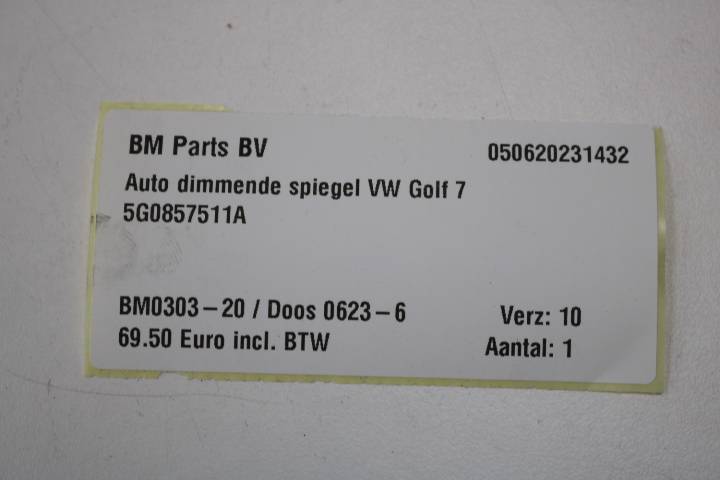 BM Parts BV 050620231432
Auto dimmende spiegel VW Golf 7
5G0857511A
BM0303-20 / Doos 0623-6 Verz: 10
69.50 Euro incl. BTW Aantal: 1